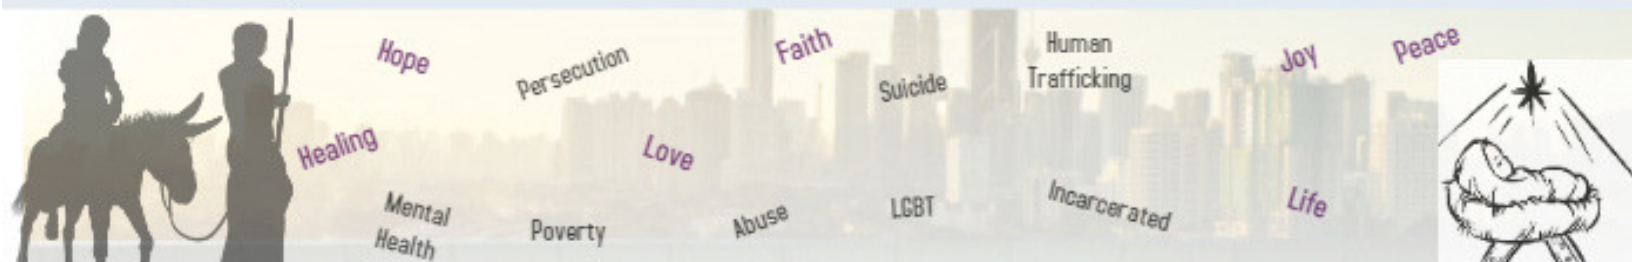 Hope
Persecution
Faith
Suicide
Human
Trafficking
Joy
Peace
Healing
Love
Mental
Health
Poverty
Abuse
LGBT
Incarcerated
Life